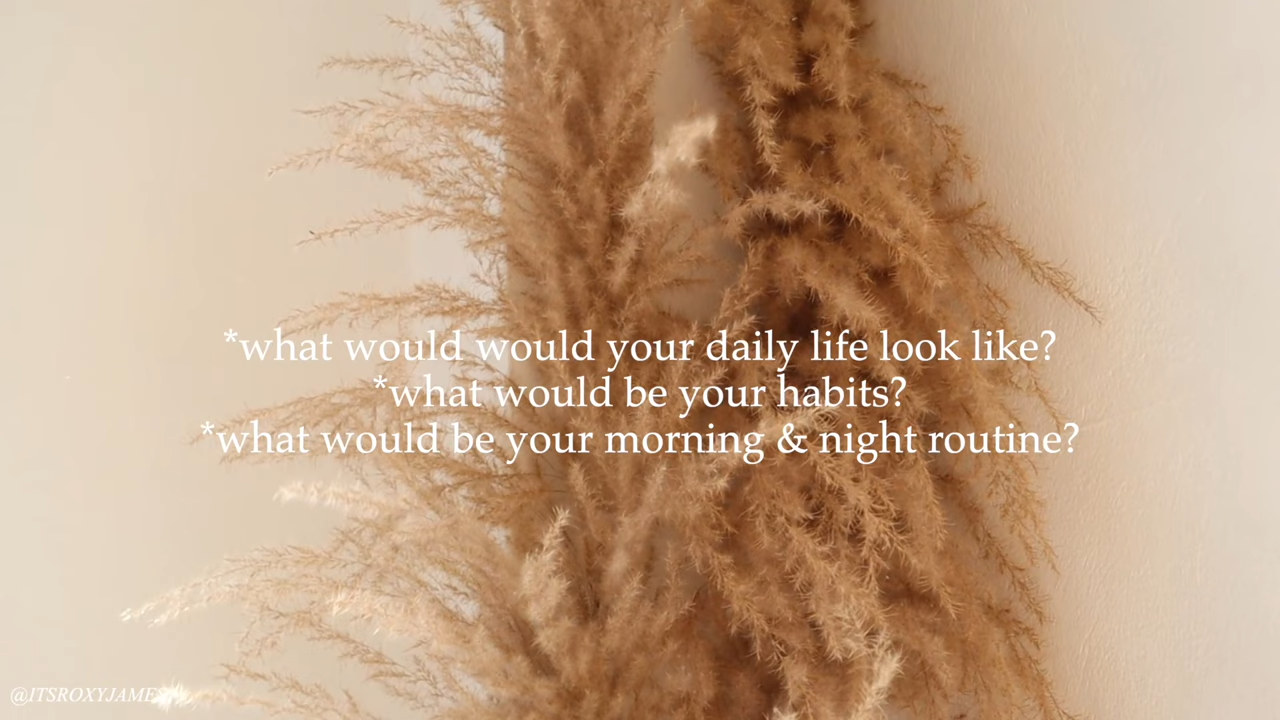 *what would would your daily life look like?
*what would be your habits?
*what would be your morning & night routine?
@ITSROXYJAMES